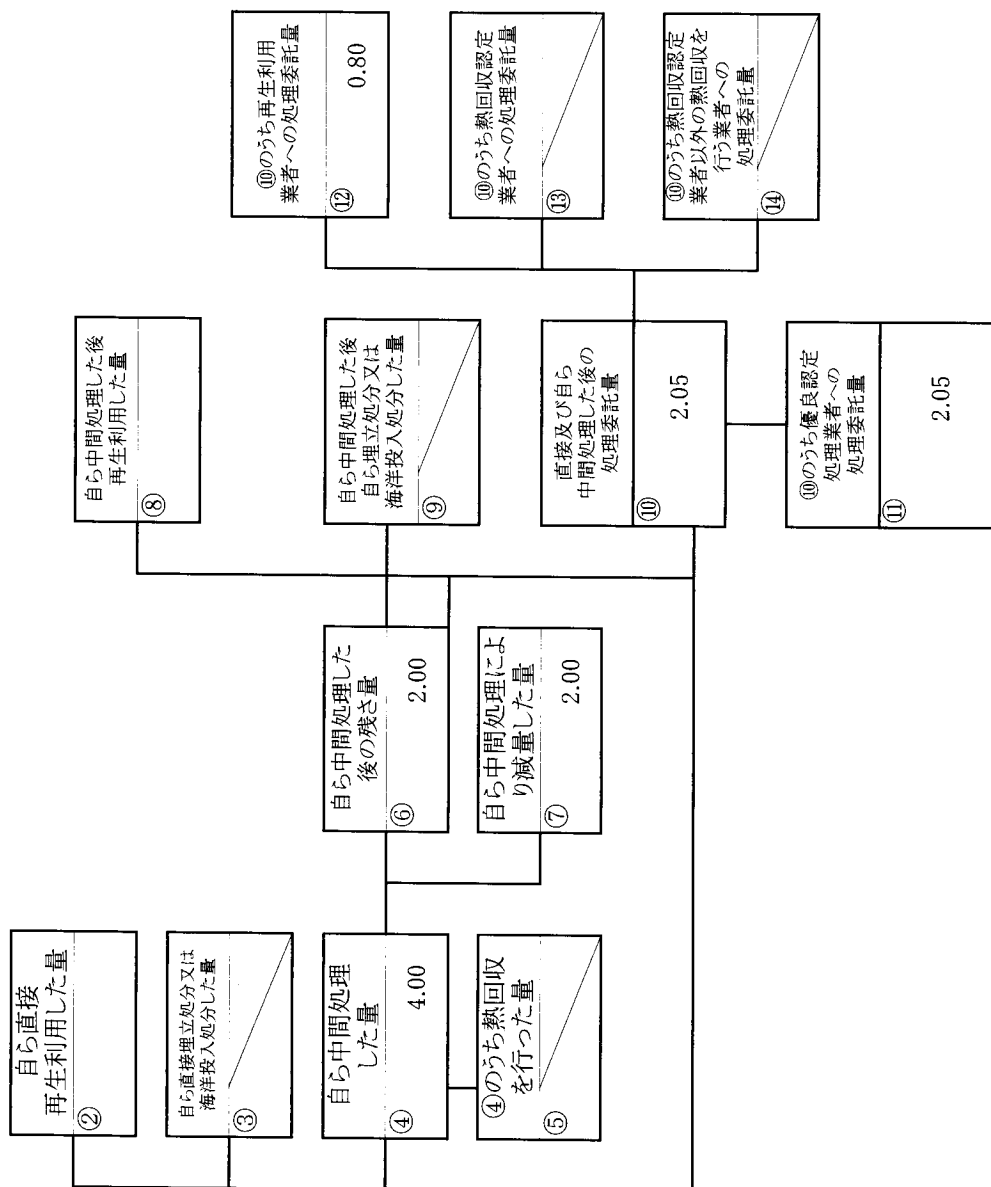 自ら直接
再生利用した量
②
自ら直接埋立処分又は
海洋投入処分した量
③
自ら中間処理
した量
④
4.00
④のうち熱回収
を行った量
⑤
自ら中間処理した
後の残さ量
⑥
2.00
自ら中間処理によ
り減量した量
⑦
2.00
自ら中間処理した後
再生利用した量
⑧
自ら中間処理した後
自ら埋立処分又は
海洋投入処分した量
⑨
直接及び自ら
中間処理した後の
処理委託量
⑩
2.05
⑩のうち優良認定
処理業者への
処理委託量
⑪
2.05
⑩のうち再生利用
業者への処理委託量
⑫
0.80
⑩のうち熱回収認定
業者への処理委託量
⑬
⑩のうち熱回収認定
業者以外の熱回収を
行う業者への
処理委託量
⑭